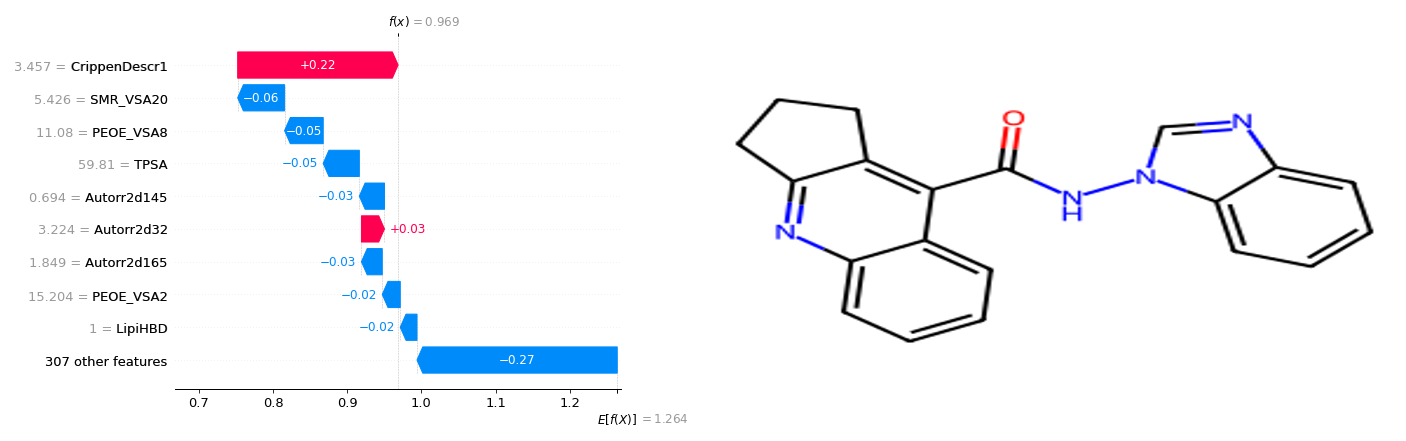 f(x) = 0.969
3.457 = CrippenDescr1
+0.22
5.426 = SMR_VSA20
−0.06
11.08 = PEOE_VSA8
−0.05
59.81 = TPSA
−0.05
0.694 = Autorr2d145
−0.03
3.224 = Autorr2d32
+0.03
1.849 = Autorr2d165
−0.03
15.204 = PEOE_VSA2
−0.02
1 = LipiHBD
−0.02
307 other features
−0.27
0.7 0.8 0.9 1.0 1.1 1.2
E[f(X)] = 1.264
O
N
N
N
H
N